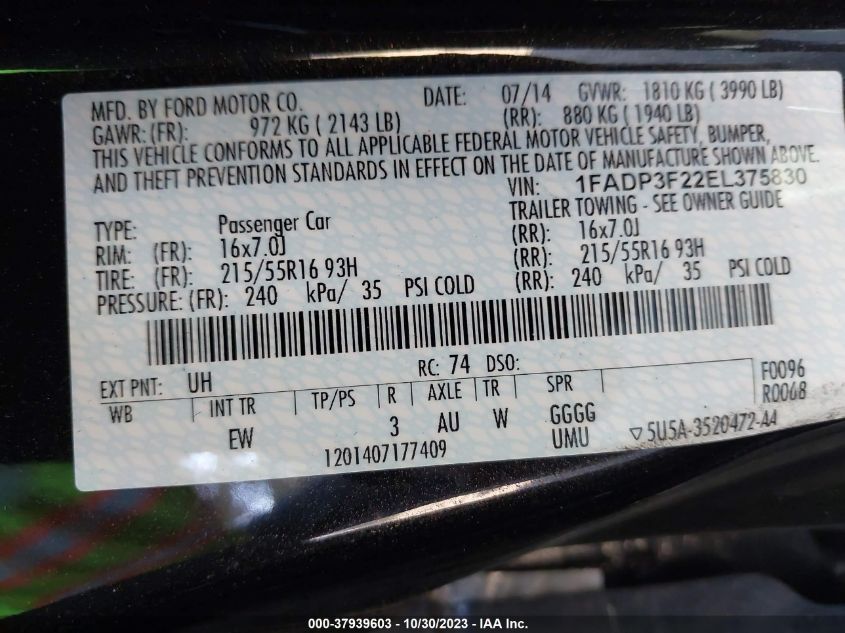 MFD. BY FORD MOTOR CO. DATE: 07/14 GVWR: 1810 KG ( 3990 LB)
GAWR: (FR): 972 KG ( 2143 LB) (RR): 880 KG ( 1940 LB)
THIS VEHICLE CONFORMS TO ALL APPLICABLE FEDERAL MOTOR VEHICLE SAFETY, BUMPER,
AND THEFT PREVENTION STANDARDS IN EFFECT ON THE DATE OF MANUFACTURE SHOWN ABOVE.
VIN: 1FADP3F22EL375830
TYPE: Passenger Car TRAILER TOWING - SEE OWNER GUIDE
RIM: (FR): 16x7.0J (RR): 16x7.0J
TIRE: (FR): 215/55R16 93H (RR): 215/55R16 93H
PRESSURE: (FR): 240 kPa/ 35 PSI COLD (RR): 240 kPa/ 35 PSI COLD
RC: 74 DSO:
EXT PNT: UH F0096
WB INT TR TP/PS R AXLE TR SPR R0068
EW 3 AU W GGGG
UMU ▽ 5U5A-3520472-A4
1201407177409
000-37939603 - 10/30/2023 - IAA Inc.